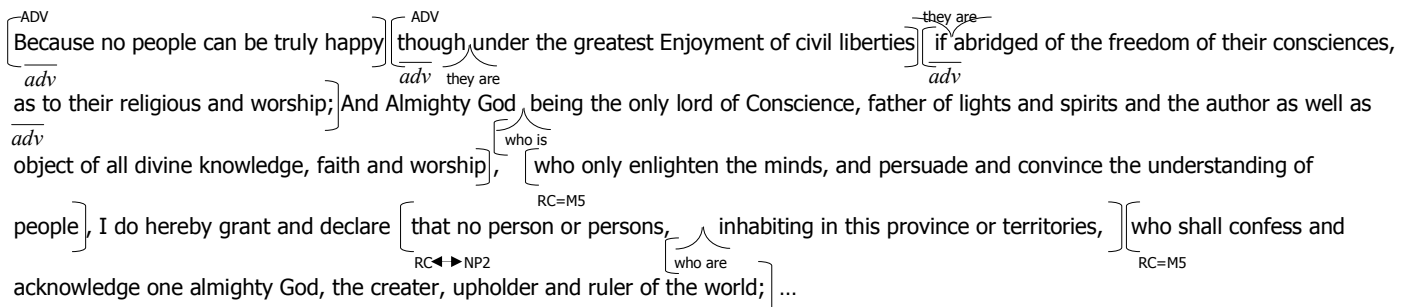 ADV ADV they are
Because no people can be truly happy though under the greatest Enjoyment of civil liberties if abridged of the freedom of their consciences,
adv adv they are adv
as to their religious and worship; And Almighty God being the only lord of Conscience, father of lights and spirits and the author as well as
adv who is
object of all divine knowledge, faith and worship, who only enlighten the minds, and persuade and convince the understanding of
RC=M5
people, I do hereby grant and declare that no person or persons, inhabiting in this province or territories, who shall confess and
RC◄►NP2 who are RC=M5
acknowledge one almighty God, the creater, upholder and ruler of the world; ...